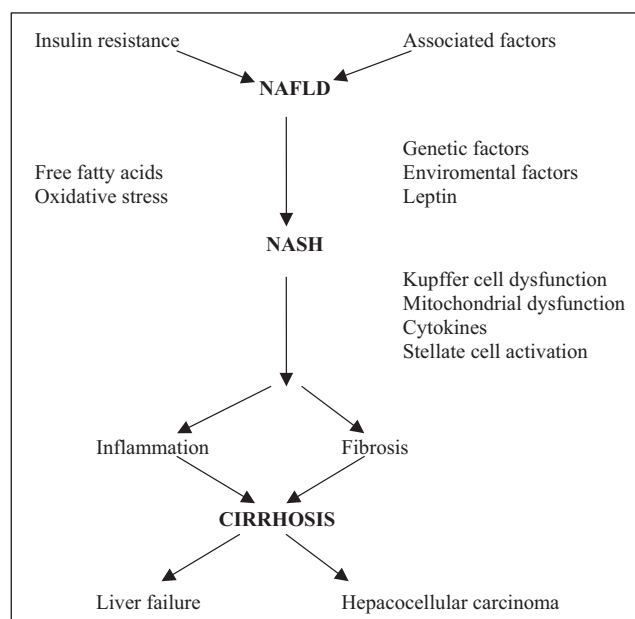 Insulin resistance
Associated factors
NAFLD
Free fatty acids
Oxidative stress
Genetic factors
Enviromental factors
Leptin
NASH
Kupffer cell dysfunction
Mitochondrial dysfunction
Cytokines
Stellate cell activation
Inflammation
Fibrosis
CIRRHOSIS
Liver failure
Hepacocellular carcinoma